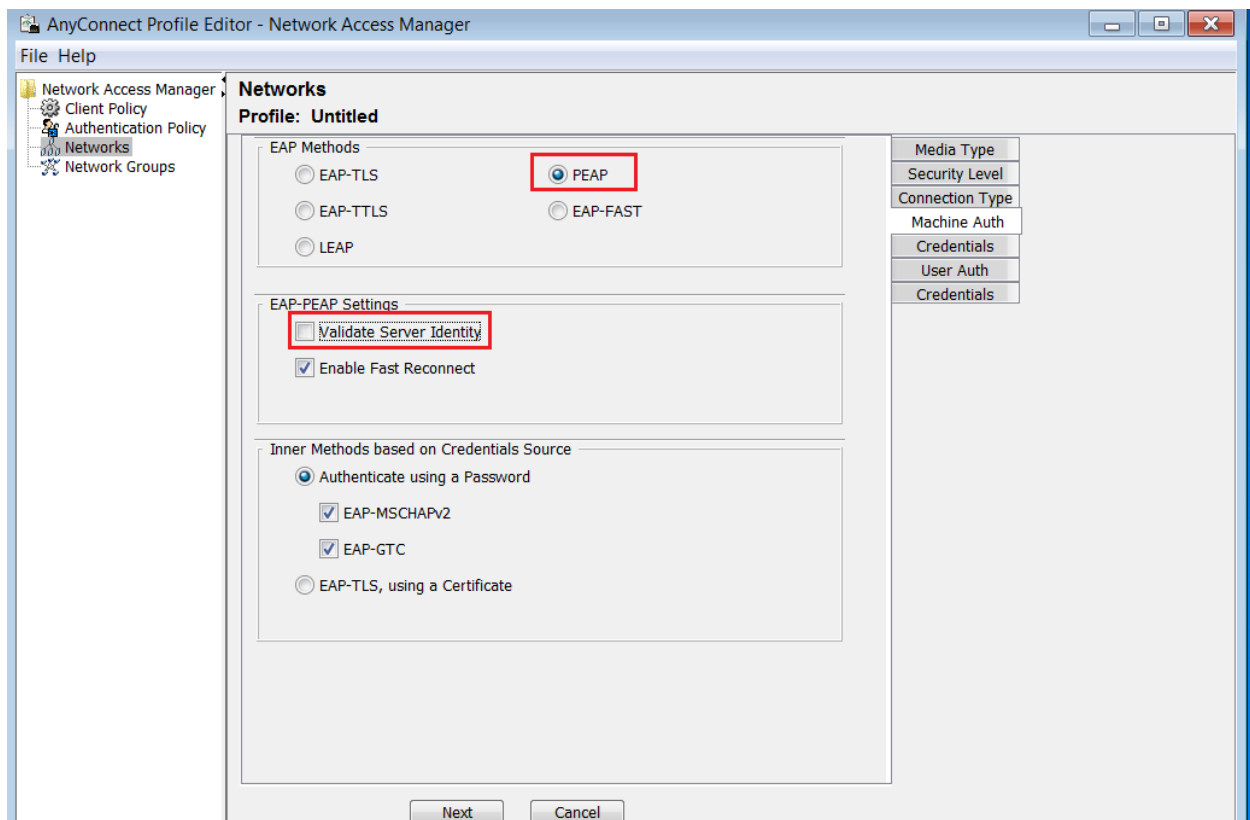 AnyConnect Profile Editor - Network Access Manager
File Help
Network Access Manager
Client Policy
Authentication Policy
Networks
Network Groups
Networks
Profile: Untitled
EAP Methods
EAP-TLS PEAP
EAP-TTLS EAP-FAST
LEAP
EAP-PEAP Settings
Validate Server Identity
Enable Fast Reconnect
Inner Methods based on Credentials Source
Authenticate using a Password
EAP-MSCHAPv2
EAP-GTC
EAP-TLS, using a Certificate
Media Type
Security Level
Connection Type
Machine Auth
Credentials
User Auth
Credentials
Next Cancel